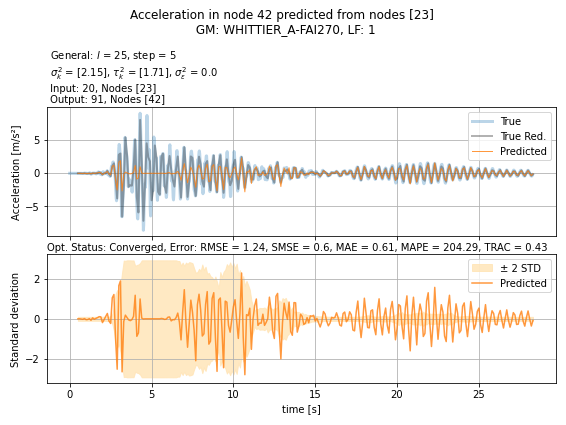 Acceleration in node 42 predicted from nodes [23]
GM: WHITTIER_A-FAI270, LF: 1
General: l = 25, step = 5
σ²ₖ = [2.15], τ²ₖ = [1.71], σ²ε = 0.0
Input: 20, Nodes [23]
Output: 91, Nodes [42]
Acceleration [m/s²]
5
0
−5
True
True Red.
Predicted
Opt. Status: Converged, Error: RMSE = 1.24, SMSE = 0.6, MAE = 0.61, MAPE = 204.29, TRAC = 0.43
Standard deviation
2
0
−2
± 2 STD
Predicted
0 5 10 15 20 25
time [s]